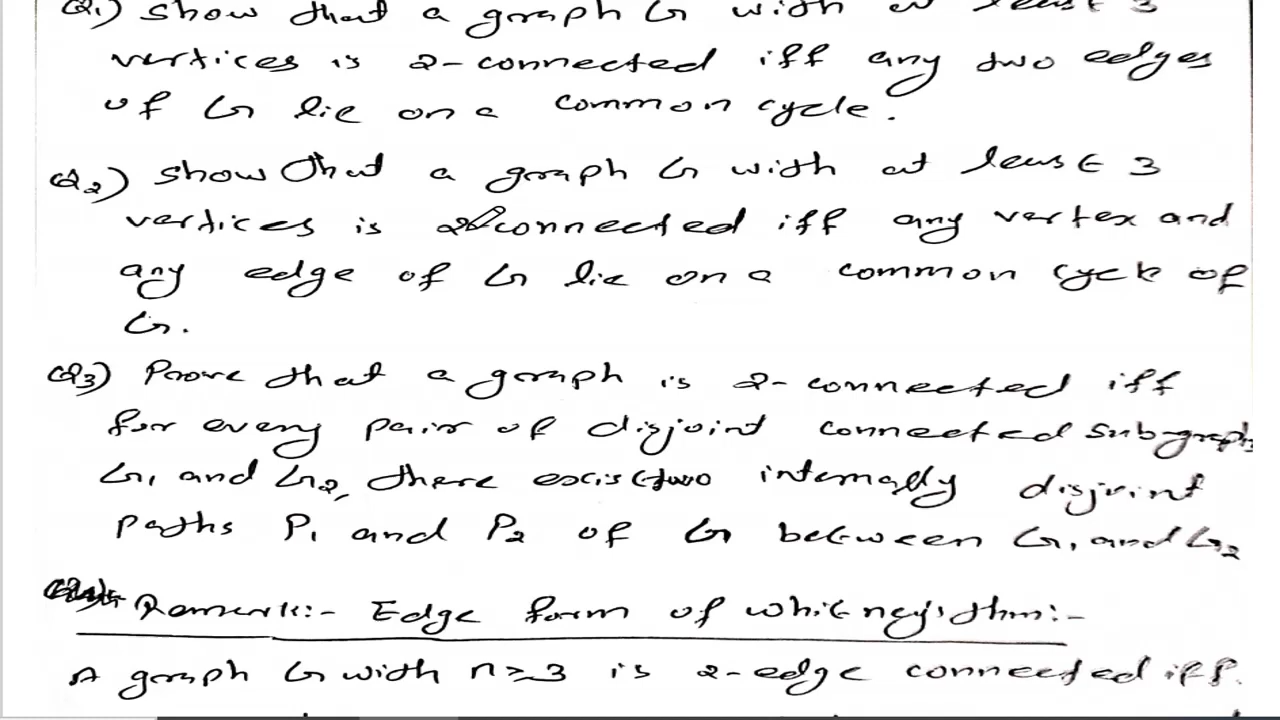 Q1) show that a graph G with at least 3
vertices is 2-connected iff any two edges
of G lie on a common cycle.
Q2) show that a graph G with at least 3
vertices is 2 connected iff any vertex and
any edge of G lie on a common cycle of
G.
Q3) Prove that a graph is 2-connected iff
for every pair of disjoint connected sub-graphs
G1 and G2, there exist two internally disjoint
paths P1 and P2 of G between G1 and G2
Remark:- Edge form of Whitney's thm:-
A graph G with n≥3 is 2-edge connected iff